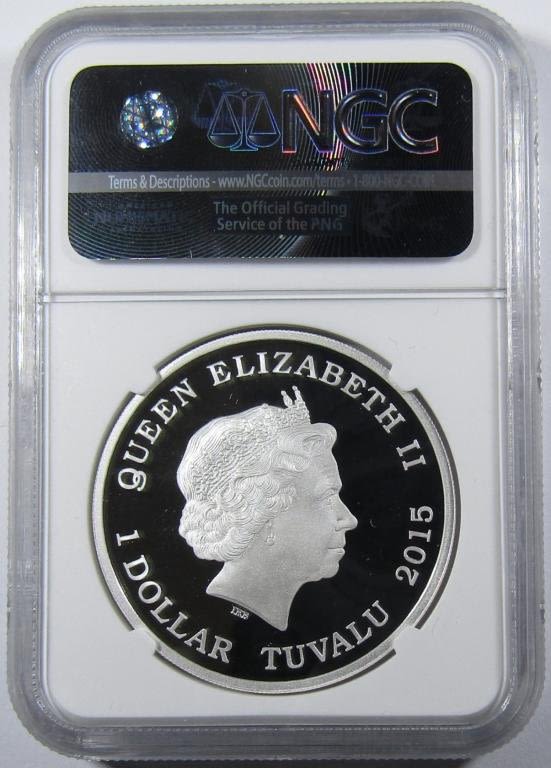 NGC
Terms & Descriptions - www.NGCcoin.com/terms • 1-800-NGC-COIN
The Official Grading
Service of the PNG
QUEEN ELIZABETH II
1 DOLLAR TUVALU 2015
IRB